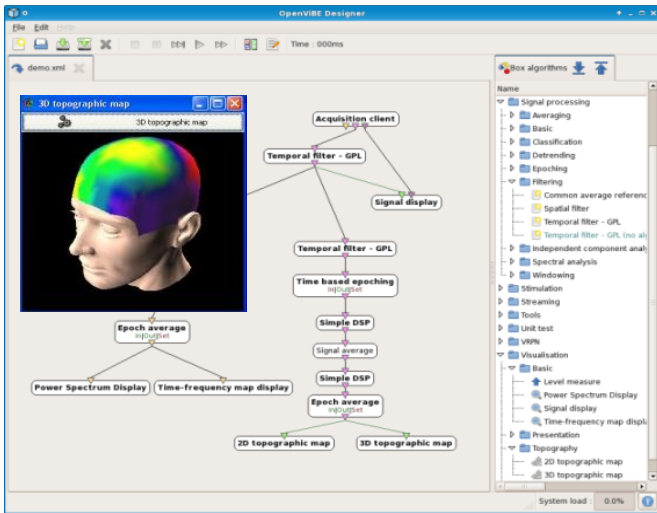 OpenViBE Designer
File Edit Help
Time : 000ms
demo.xml
Box algorithms
3D topographic map
3D topographic map
Acquisition client
Temporal filter - GPL
Signal display
Temporal filter - GPL
Time based epoching
In|Out|Set
Simple DSP
Signal average
Simple DSP
Epoch average
In|Out|Set
2D topographic map
3D topographic map
Epoch average
In|Out|Set
Power Spectrum Display
Time-frequency map display
Name
Signal processing
Averaging
Basic
Classification
Detrending
Epoching
Filtering
Common average referenc
Spatial filter
Temporal filter - GPL
Temporal filter - GPL (no alg
Independent component analy
Spectral analysis
Windowing
Stimulation
Streaming
Tools
Unit test
VRPN
Visualisation
Basic
Level measure
Power Spectrum Display
Signal display
Time-frequency map displa
Presentation
Topography
2D topographic map
3D topographic map
System load : 0.0%